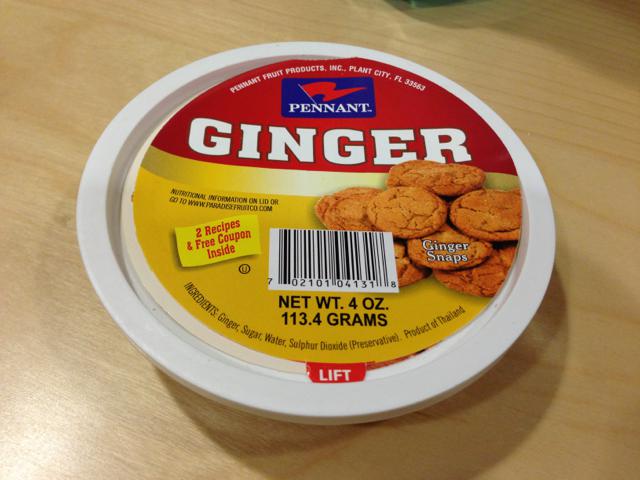 PENNANT FRUIT PRODUCTS, INC., PLANT CITY, FL 33563
PENNANT
GINGER
NUTRITIONAL INFORMATION ON LID OR
GO TO WWW.PARADISEFRUITCO.COM
2 Recipes
& Free Coupon
Inside
U
Ginger
Snaps
7 02101 04131 8
NET WT. 4 OZ.
113.4 GRAMS
INGREDIENTS: Ginger, Sugar, Water, Sulphur Dioxide (Preservative). Product of Thailand
LIFT